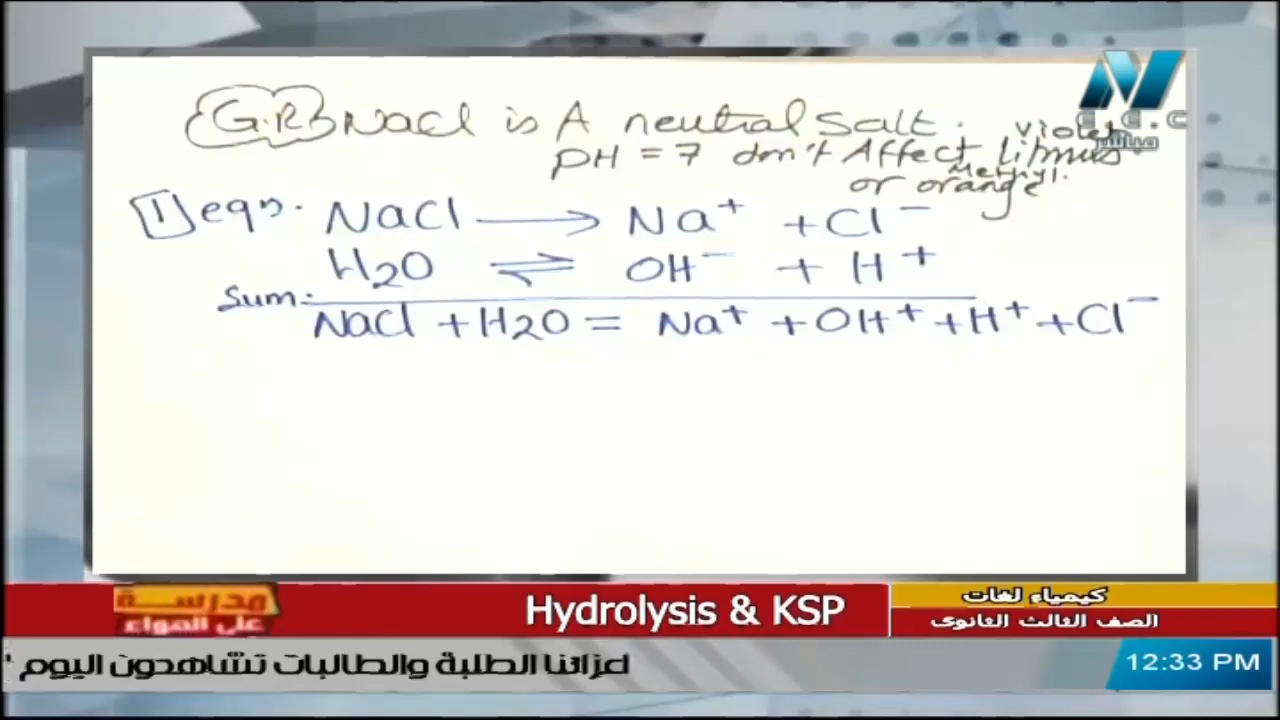 G.R NaCl is A neutral salt.
pH = 7 don't Affect Violet Litmus
or Methyl orange
1 eqn. NaCl → Na⁺ + Cl⁻
H2O ⇌ OH⁻ + H⁺
Sum:
NaCl + H2O = Na⁺ + OH⁺ + H⁺ + Cl⁻
E C C
مباشر
مدرسة
على الهواء
Hydrolysis & KSP
كيمياء لغات
الصف الثالث الثانوى
اعزائنا الطلبة والطالبات تشاهدون اليوم "
12:33 PM